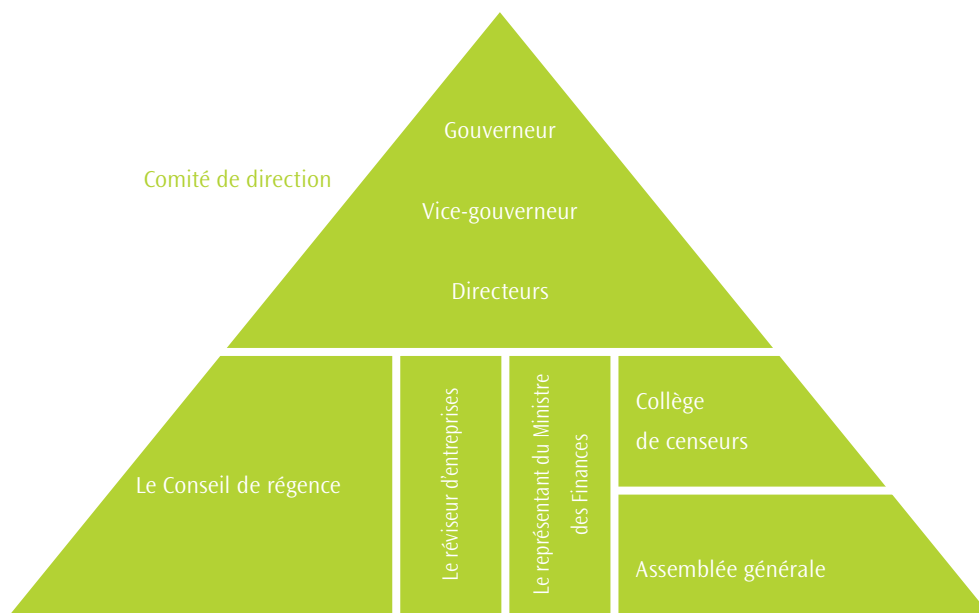 Gouverneur
Comité de direction
Vice-gouverneur
Directeurs
Le Conseil de régence
Le réviseur d'entreprises
Le représentant du Ministre
des Finances
Collège
de censeurs
Assemblée générale